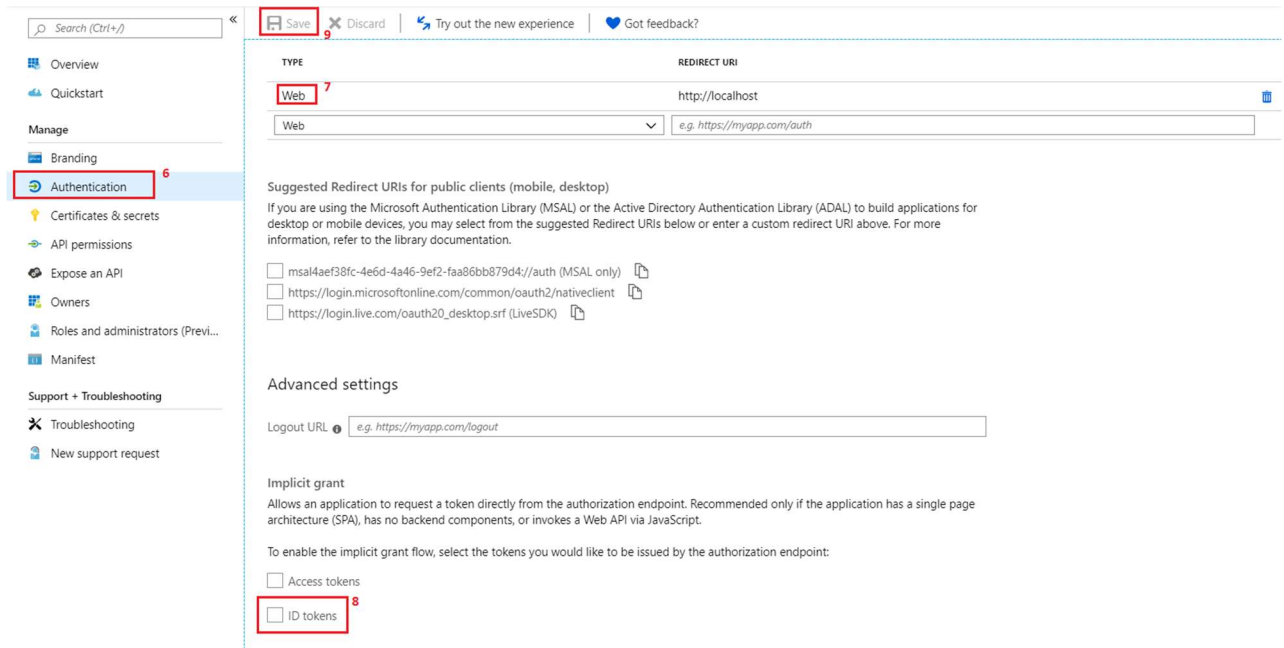 Search (Ctrl+/)
«
Overview
Quickstart
Manage
Branding
Authentication
6
Certificates & secrets
API permissions
Expose an API
Owners
Roles and administrators (Previ...
Manifest
Support + Troubleshooting
Troubleshooting
New support request
Save
9
Discard
Try out the new experience
Got feedback?
TYPE REDIRECT URI
Web 7 http://localhost
Web e.g. https://myapp.com/auth
Suggested Redirect URIs for public clients (mobile, desktop)
If you are using the Microsoft Authentication Library (MSAL) or the Active Directory Authentication Library (ADAL) to build applications for
desktop or mobile devices, you may select from the suggested Redirect URIs below or enter a custom redirect URI above. For more
information, refer to the library documentation.
msal4aef38fc-4e6d-4a46-9ef2-faa86bb879d4://auth (MSAL only)
https://login.microsoftonline.com/common/oauth2/nativeclient
https://login.live.com/oauth20_desktop.srf (LiveSDK)
Advanced settings
Logout URL e.g. https://myapp.com/logout
Implicit grant
Allows an application to request a token directly from the authorization endpoint. Recommended only if the application has a single page
architecture (SPA), has no backend components, or invokes a Web API via JavaScript.
To enable the implicit grant flow, select the tokens you would like to be issued by the authorization endpoint:
Access tokens
ID tokens 8